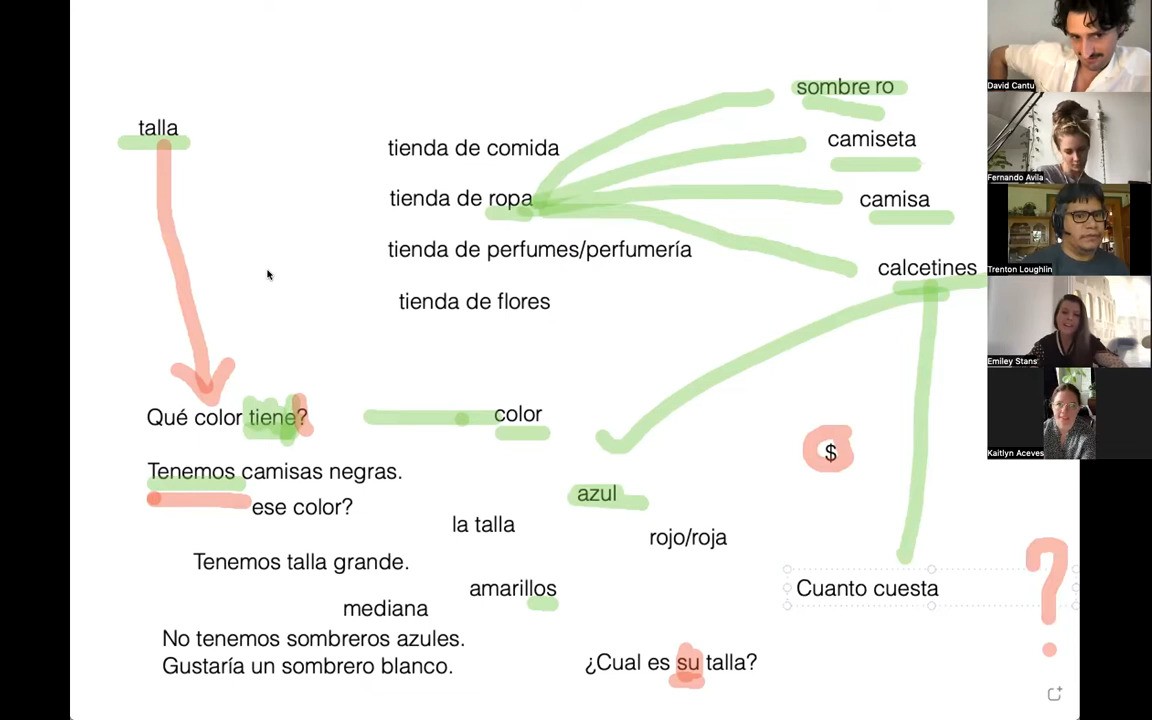 sombre ro
talla
camiseta
tienda de comida
tienda de ropa
camisa
tienda de perfumes/perfumería
calcetines
tienda de flores
Qué color tiene?
color
$
Tenemos camisas negras.
azul
ese color?
la talla
rojo/roja
Tenemos talla grande.
amarillos
Cuanto cuesta
?
mediana
No tenemos sombreros azules.
¿Cual es su talla?
Gustaría un sombrero blanco.
David Cantu
Fernando Avila
Trenton Loughlin
Emiley Stans
Kaitlyn Aceves